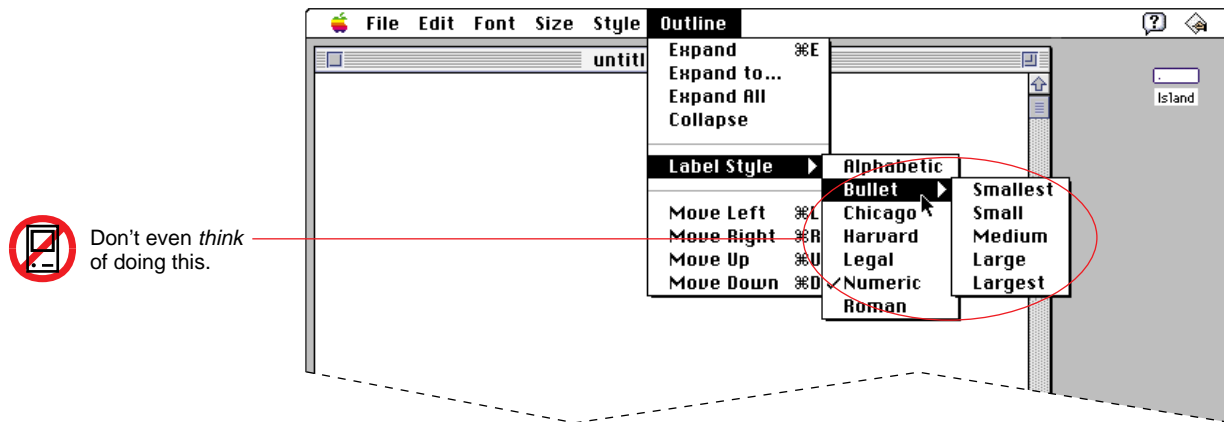 File Edit Font Size Style Outline
untitl
Expand ⌘E
Expand to...
Expand All
Collapse
Label Style
Move Left ⌘L
Move Right ⌘R
Move Up ⌘U
Move Down ⌘D
Alphabetic
Bullet
Chicago
Harvard
Legal
✓Numeric
Roman
Smallest
Small
Medium
Large
Largest
Island
Don't even think
of doing this.